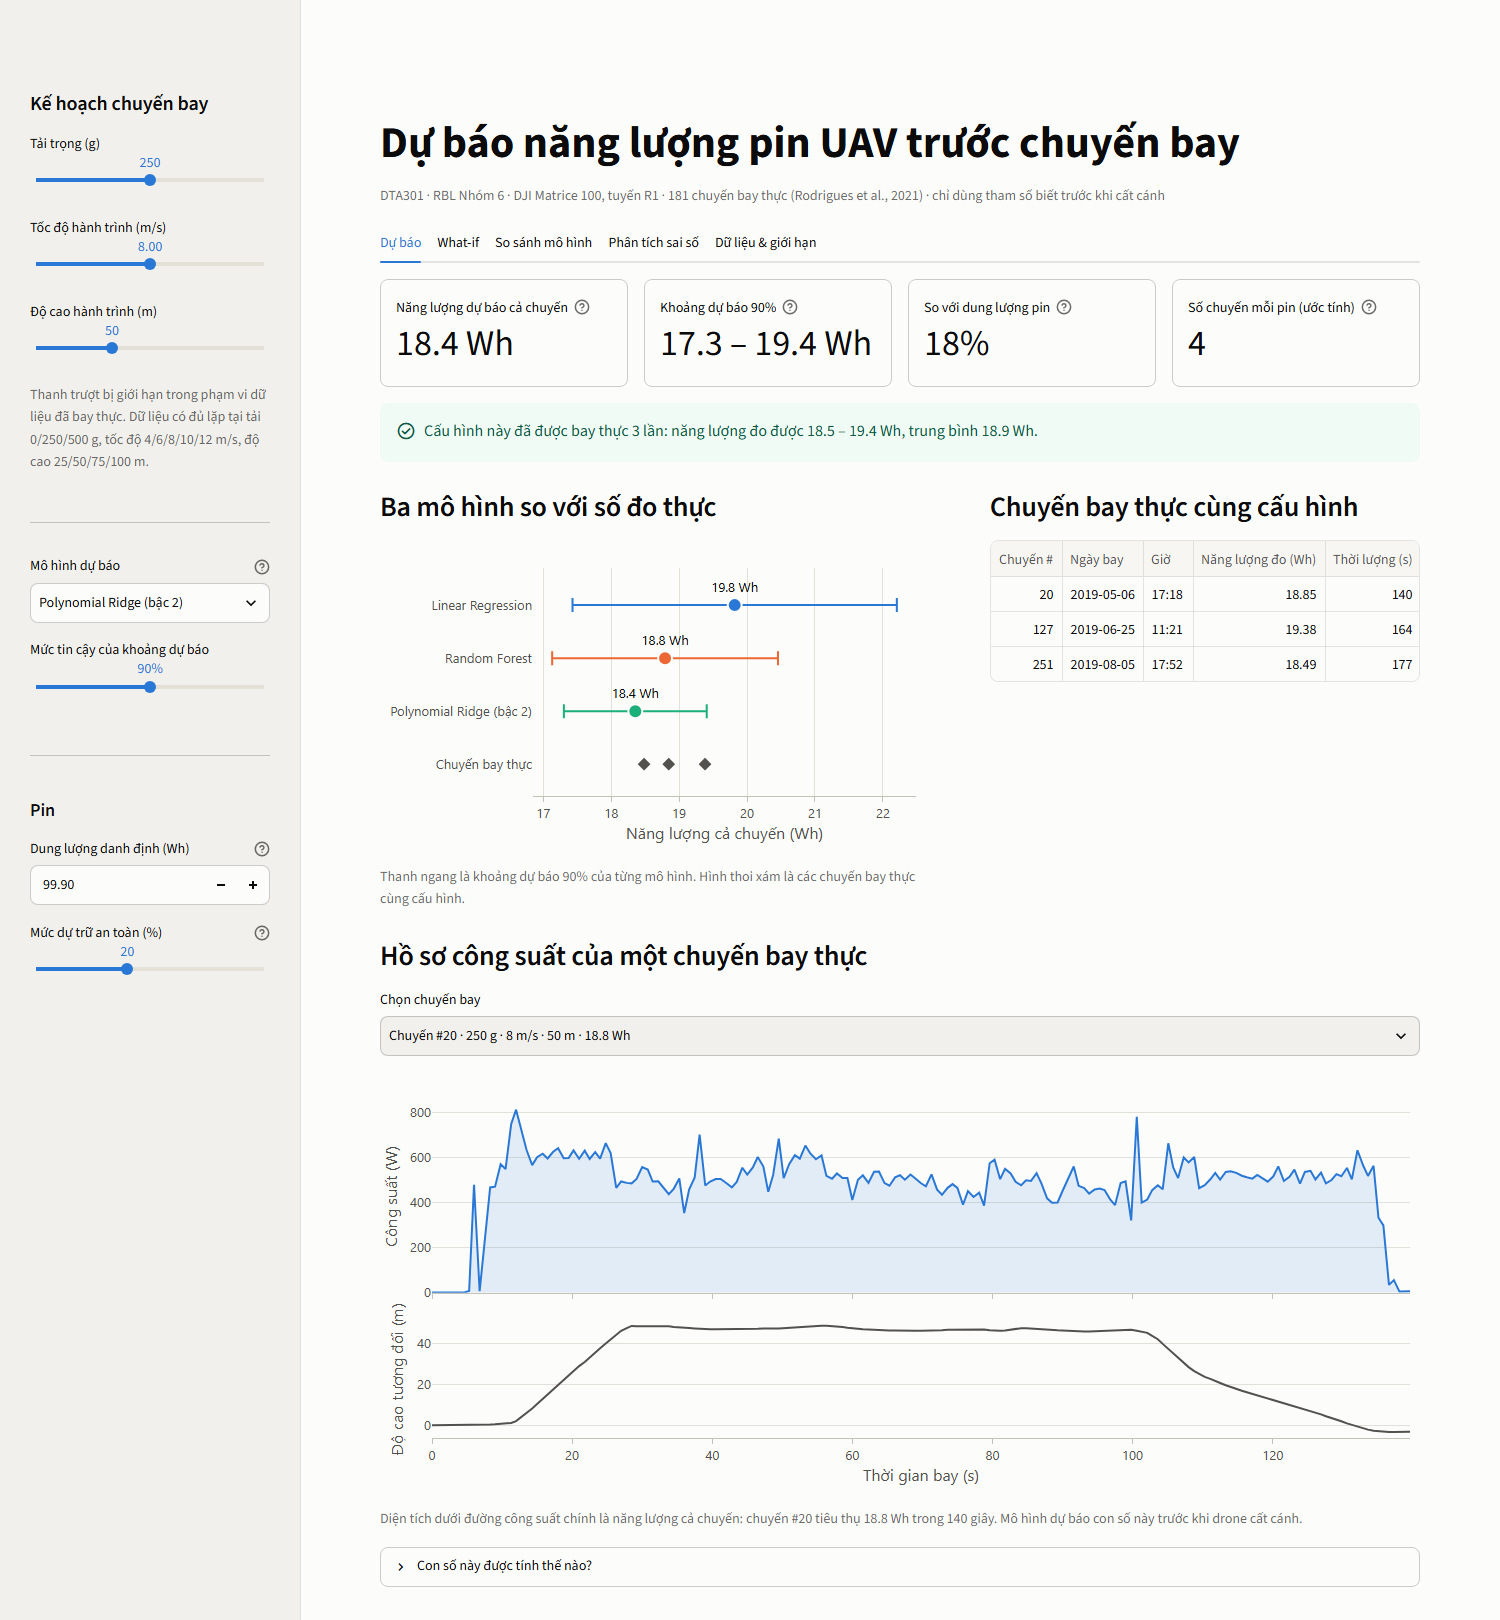 Kế hoạch chuyến bay
Tải trọng (g)
250
Tốc độ hành trình (m/s)
8.00
Độ cao hành trình (m)
50
Thanh trượt bị giới hạn trong phạm vi dữ
liệu đã bay thực. Dữ liệu có đủ lặp tại tải
0/250/500 g, tốc độ 4/6/8/10/12 m/s, độ
cao 25/50/75/100 m.
Mô hình dự báo
Polynomial Ridge (bậc 2)
Mức tin cậy của khoảng dự báo
90%
Pin
Dung lượng danh định (Wh)
99.90
Mức dự trữ an toàn (%)
20
Dự báo năng lượng pin UAV trước chuyến bay
DTA301 · RBL Nhóm 6 · DJI Matrice 100, tuyến R1 · 181 chuyến bay thực (Rodrigues et al., 2021) · chỉ dùng tham số biết trước khi cất cánh
Dự báo What-if So sánh mô hình Phân tích sai số Dữ liệu & giới hạn
Năng lượng dự báo cả chuyến
18.4 Wh
Khoảng dự báo 90%
17.3 – 19.4 Wh
So với dung lượng pin
18%
Số chuyến mỗi pin (ước tính)
4
Cấu hình này đã được bay thực 3 lần: năng lượng đo được 18.5 – 19.4 Wh, trung bình 18.9 Wh.
Ba mô hình so với số đo thực
19.8 Wh
Linear Regression
18.8 Wh
Random Forest
18.4 Wh
Polynomial Ridge (bậc 2)
Chuyến bay thực
17 18 19 20 21 22
Năng lượng cả chuyến (Wh)
Thanh ngang là khoảng dự báo 90% của từng mô hình. Hình thoi xám là các chuyến bay thực
cùng cấu hình.
Chuyến bay thực cùng cấu hình
Chuyến # Ngày bay Giờ Năng lượng đo (Wh) Thời lượng (s)
20 2019-05-06 17:18 18.85 140
127 2019-06-25 11:21 19.38 164
251 2019-08-05 17:52 18.49 177
Hồ sơ công suất của một chuyến bay thực
Chọn chuyến bay
Chuyến #20 · 250 g · 8 m/s · 50 m · 18.8 Wh
Công suất (W)
800
600
400
200
0
Độ cao tương đối (m)
40
20
0
0 20 40 60 80 100 120
Thời gian bay (s)
Diện tích dưới đường công suất chính là năng lượng cả chuyến: chuyến #20 tiêu thụ 18.8 Wh trong 140 giây. Mô hình dự báo con số này trước khi drone cất cánh.
Con số này được tính thế nào?